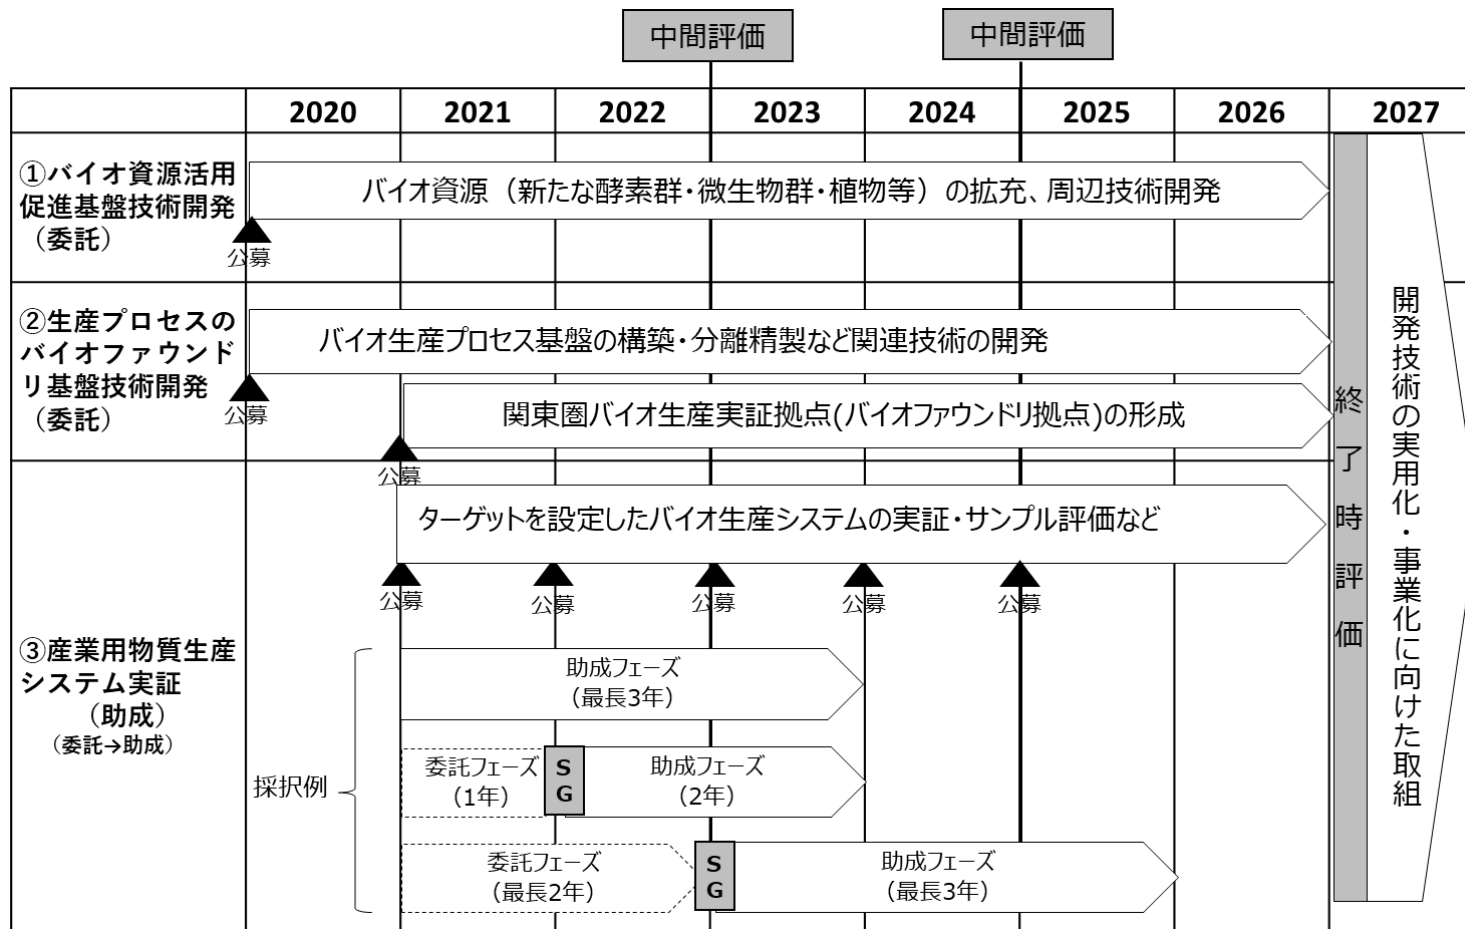 中間評価
中間評価
2020
2021
2022
2023
2024
2025
2026
2027
①バイオ資源活用
促進基盤技術開発
（委託）
バイオ資源（新たな酵素群・微生物群・植物等）の拡充、周辺技術開発
公募
②生産プロセスの
バイオファウンド
リ基盤技術開発
（委託）
バイオ生産プロセス基盤の構築・分離精製など関連技術の開発
公募
関東圏バイオ生産実証拠点(バイオファウンドリ拠点)の形成
公募
③産業用物質生産
システム実証
（助成）
（委託→助成）
ターゲットを設定したバイオ生産システムの実証・サンプル評価など
公募
公募
公募
公募
公募
採択例
助成フェーズ
（最長3年）
委託フェーズ
（1年）
S
G
助成フェーズ
（2年）
委託フェーズ
（最長2年）
S
G
助成フェーズ
（最長3年）
終了時評価
開発技術の実用化・事業化に向けた取組